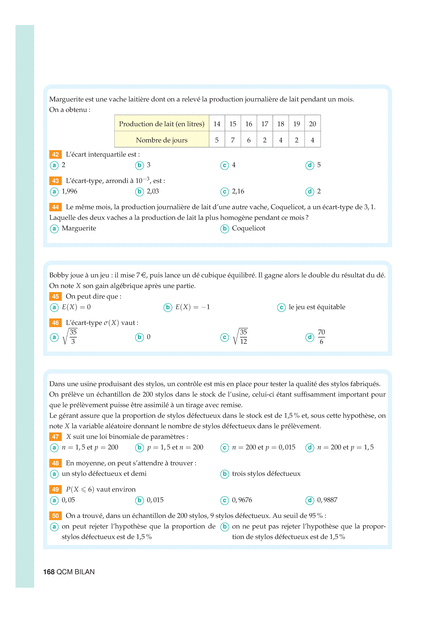 Marguerite est une vache laitière dont on a relevé la production journalière de lait pendant un mois.
On a obtenu :
Production de lait (en litres) 14 15 16 17 18 19 20
Nombre de jours 5 7 6 2 4 2 4
42 L'écart interquartile est :
a 2 b 3 c 4 d 5
43 L'écart-type, arrondi à 10⁻³, est :
a 1,996 b 2,03 c 2,16 d 2
44 Le même mois, la production journalière de lait d'une autre vache, Coquelicot, a un écart-type de 3,1.
Laquelle des deux vaches a la production de lait la plus homogène pendant ce mois ?
a Marguerite b Coquelicot
Bobby joue à un jeu : il mise 7 €, puis lance un dé cubique équilibré. Il gagne alors le double du résultat du dé.
On note X son gain algébrique après une partie.
45 On peut dire que :
a E(X) = 0 b E(X) = −1 c le jeu est équitable
46 L'écart-type σ(X) vaut :
a √(35/3) b 0 c √(35/12) d 70/6
Dans une usine produisant des stylos, un contrôle est mis en place pour tester la qualité des stylos fabriqués.
On prélève un échantillon de 200 stylos dans le stock de l'usine, celui-ci étant suffisamment important pour
que le prélèvement puisse être assimilé à un tirage avec remise.
Le gérant assure que la proportion de stylos défectueux dans le stock est de 1,5 % et, sous cette hypothèse, on
note X la variable aléatoire donnant le nombre de stylos défectueux dans le prélèvement.
47 X suit une loi binomiale de paramètres :
a n = 1,5 et p = 200 b p = 1,5 et n = 200 c n = 200 et p = 0,015 d n = 200 et p = 1,5
48 En moyenne, on peut s'attendre à trouver :
a un stylo défectueux et demi b trois stylos défectueux
49 P(X ⩽ 6) vaut environ
a 0,05 b 0,015 c 0,9676 d 0,9887
50 On a trouvé, dans un échantillon de 200 stylos, 9 stylos défectueux. Au seuil de 95 % :
a on peut rejeter l'hypothèse que la proportion de b on ne peut pas rejeter l'hypothèse que la propor-
stylos défectueux est de 1,5 % tion de stylos défectueux est de 1,5 %
168 QCM BILAN